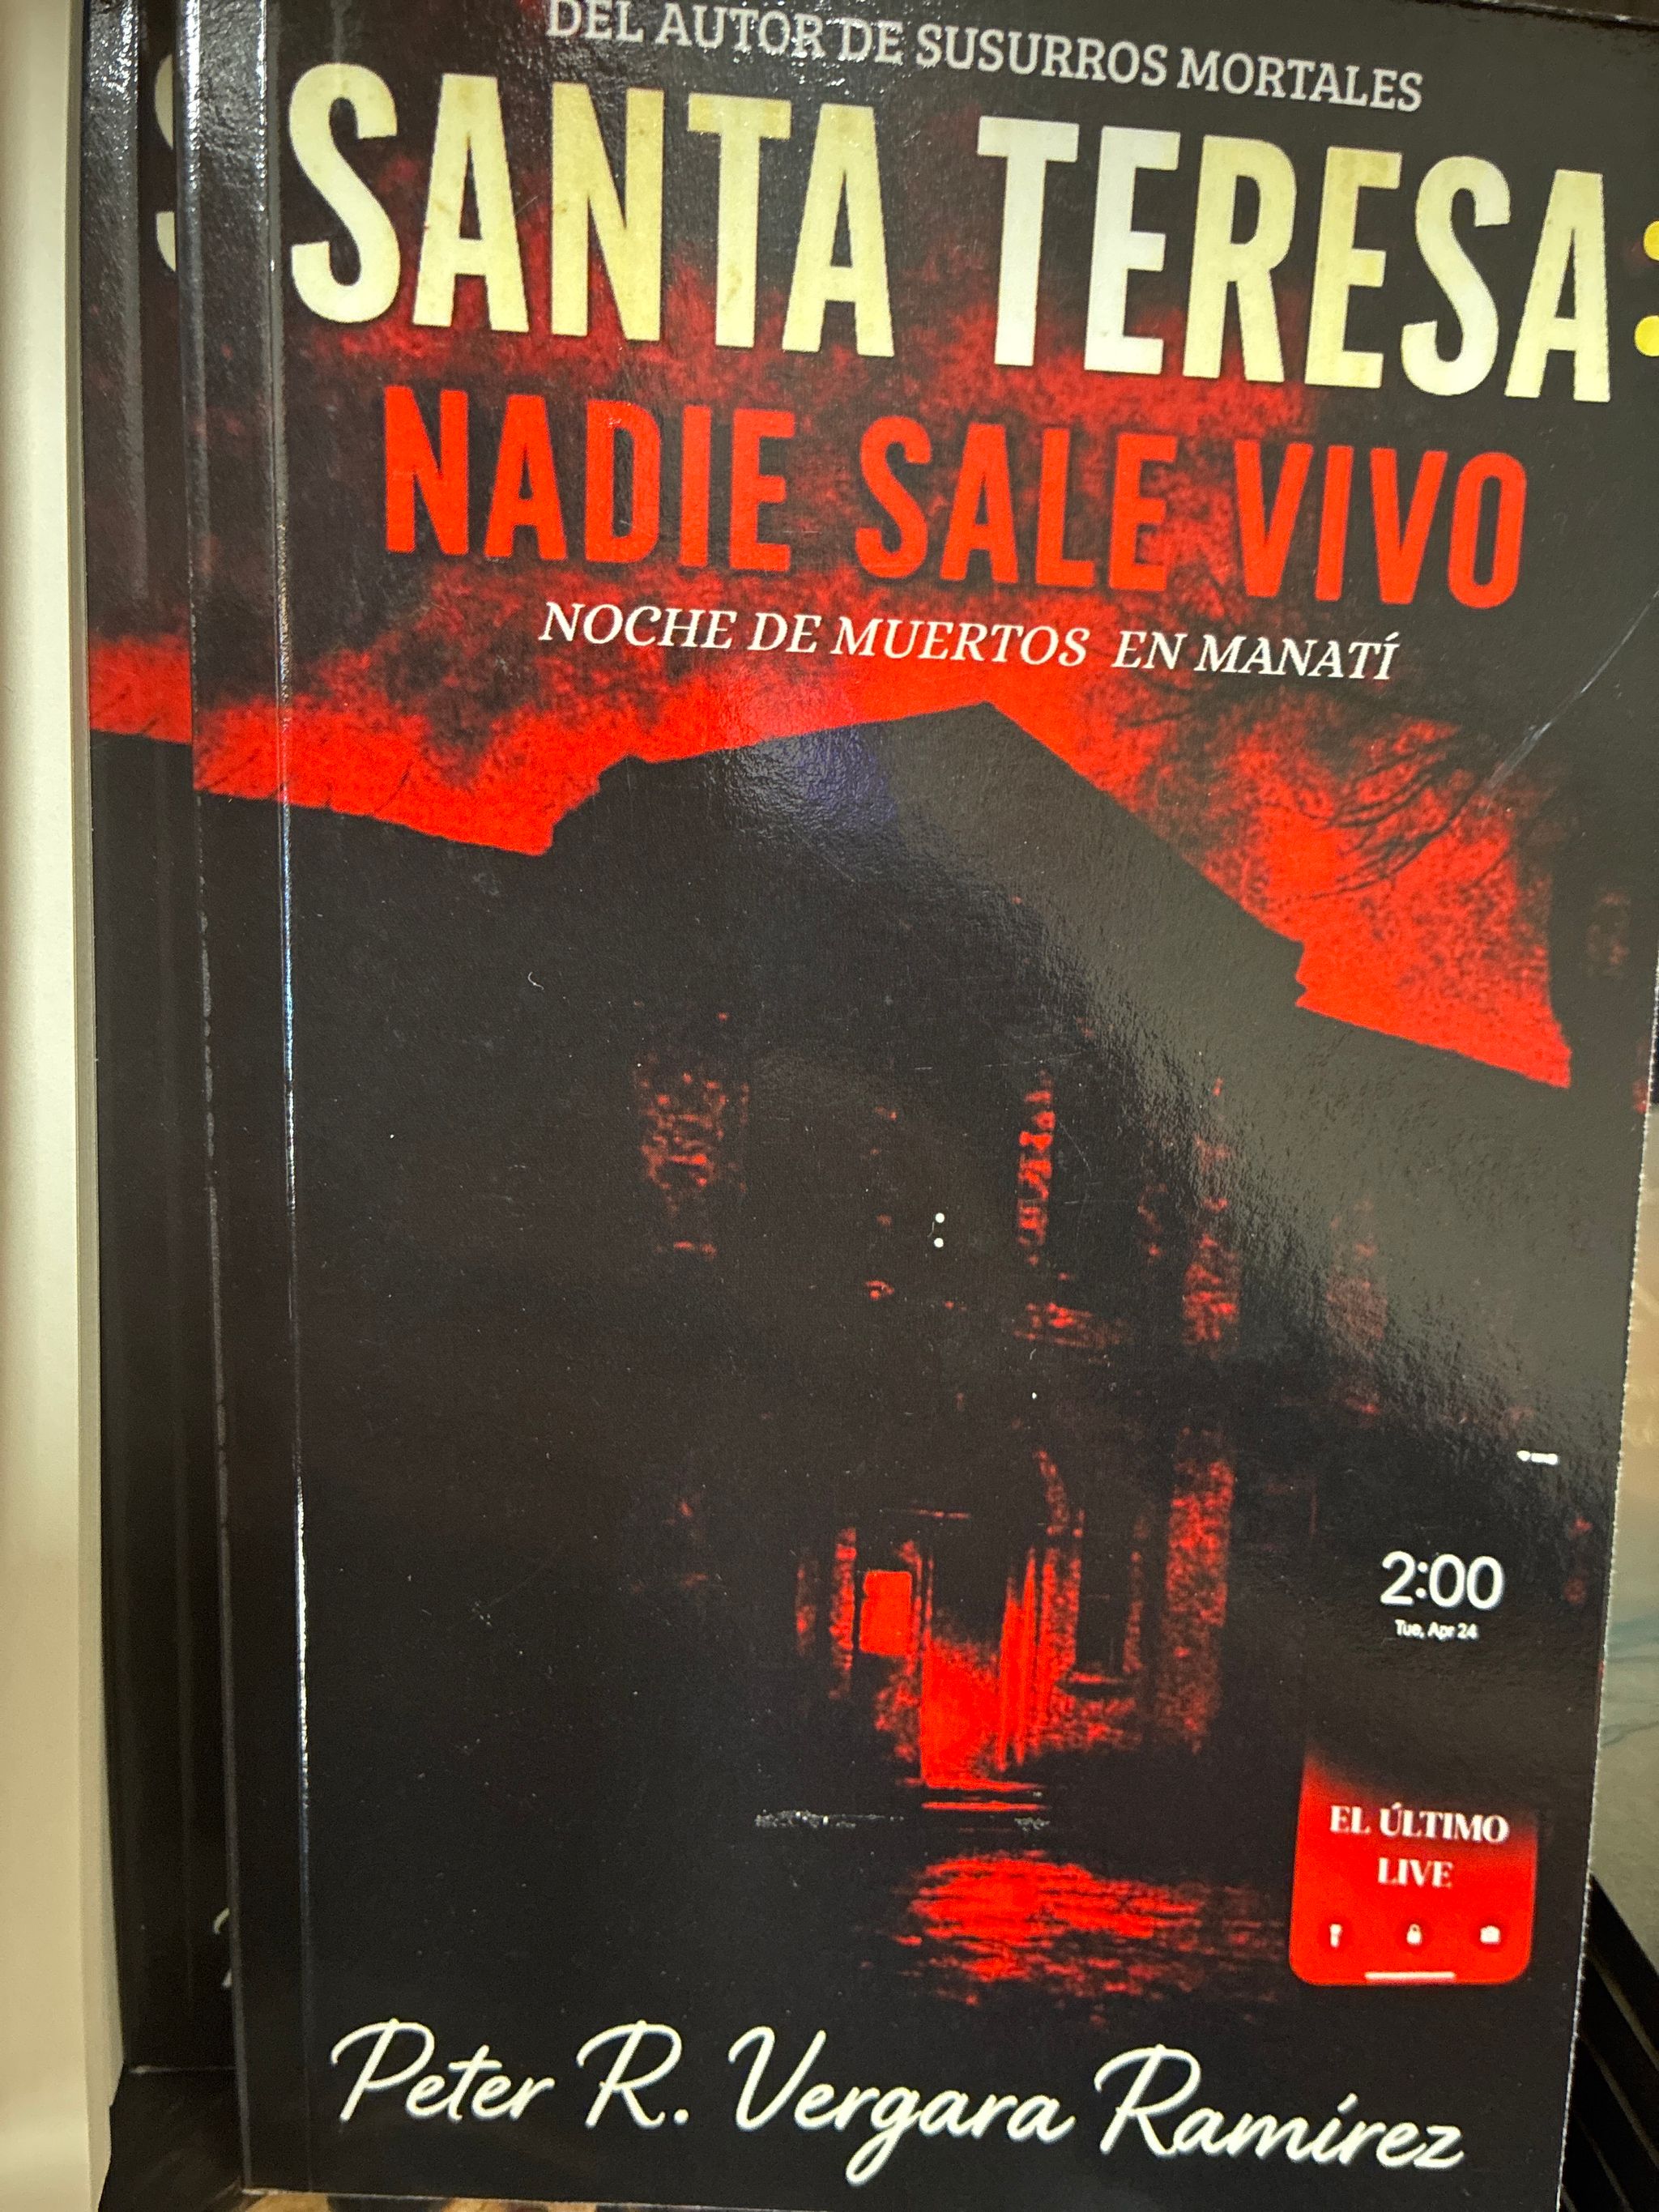 DEL AUTOR DE SUSURROS MORTALES
SANTA TERESA:
NADIE SALE VIVO
NOCHE DE MUERTOS EN MANATÍ
2:00
Tue, Apr 24
EL ÚLTIMO
LIVE
Peter R. Vergara Ramírez